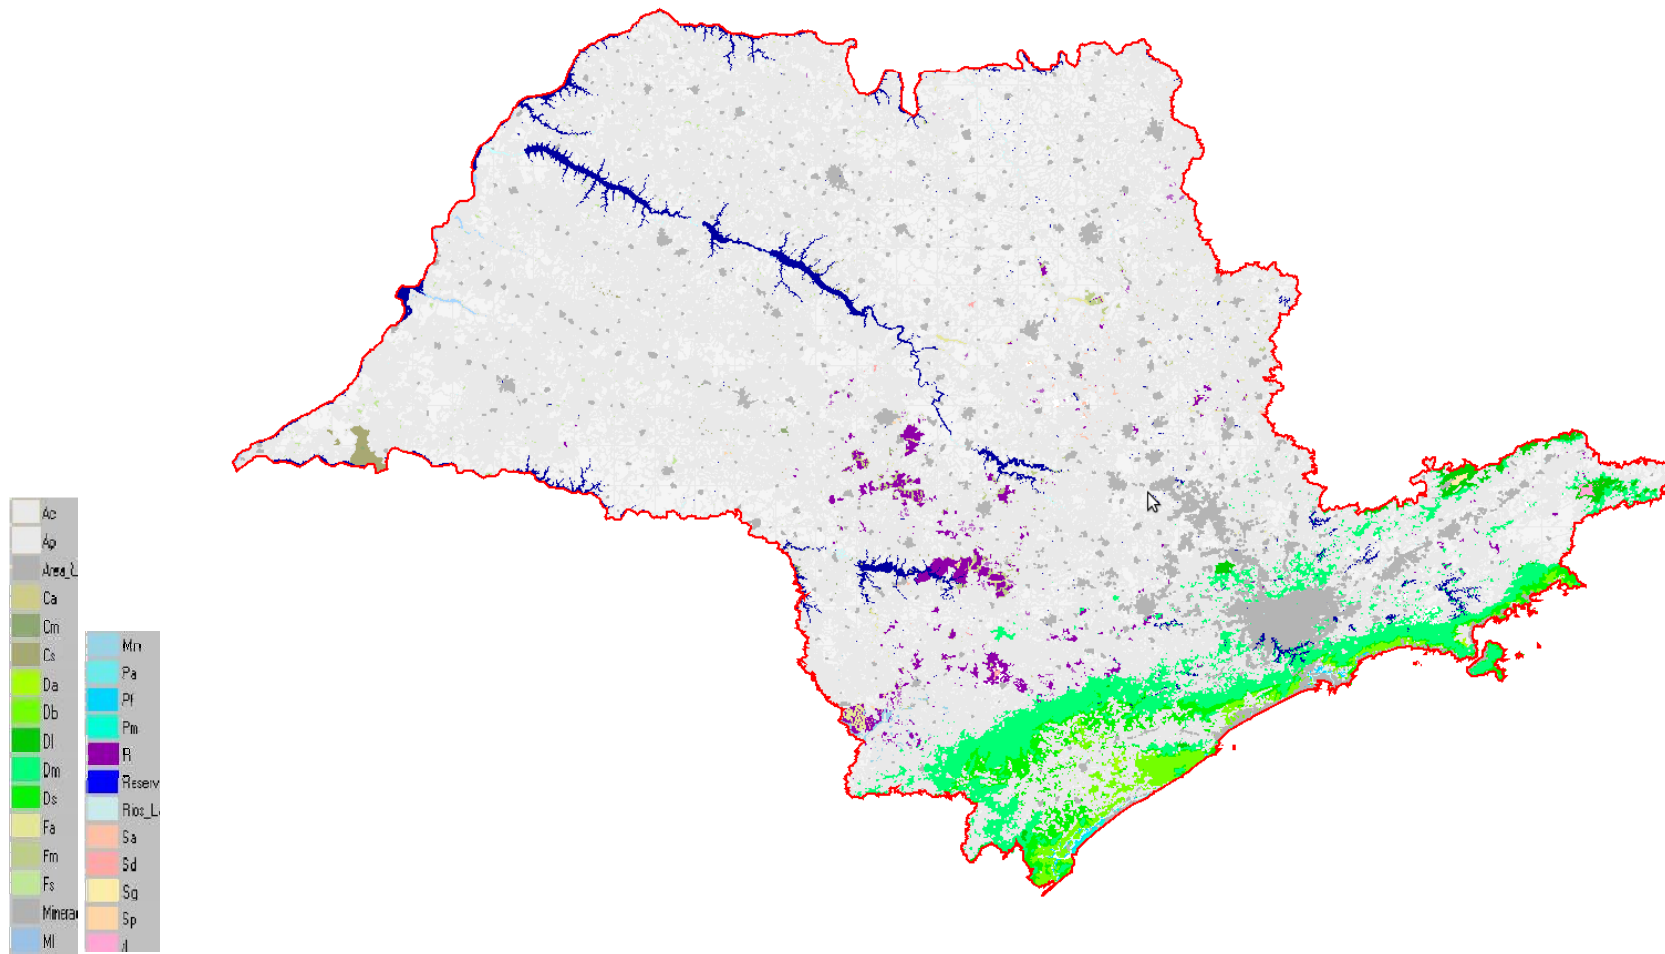 Ac
Ap
Area_
Ca
Cm
Cs
Da
Db
Dl
Dm
Ds
Fa
Fm
Fs
Minera
Ml
Mn
Pa
Pf
Pm
R
Reserv
Rios_L
Sa
Sd
Sg
Sp